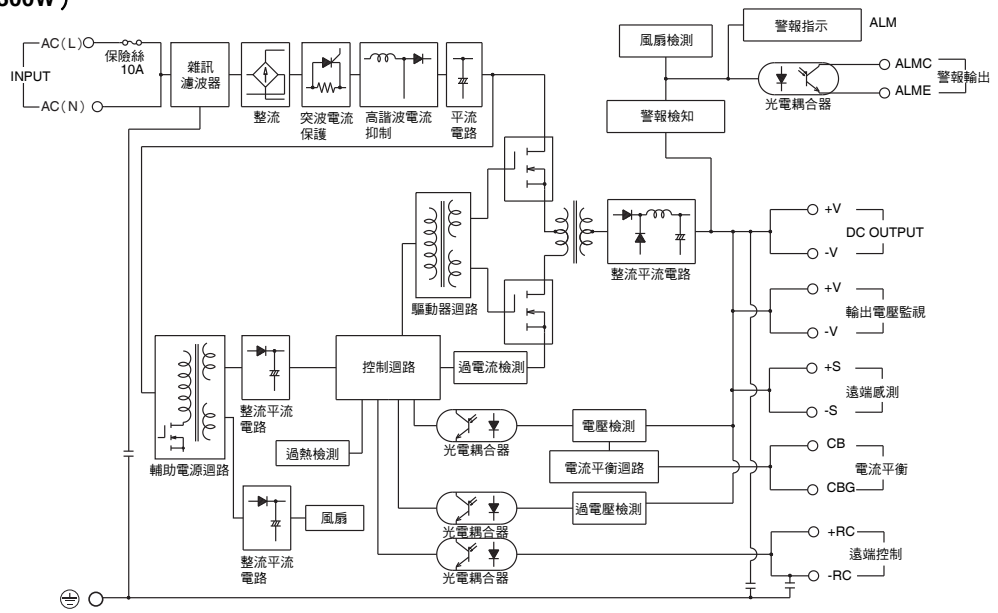 AC(L)
保險絲
10A
INPUT
AC(N)
雜訊
濾波器
整流
突波電流
保護
高諧波電流
抑制
平流
電路
風扇檢測
警報指示
ALM
ALMC
警報輸出
ALME
光電耦合器
警報檢知
驅動器迴路
整流平流電路
+V
DC OUTPUT
-V
+V
輸出電壓監視
-V
+S
遠端感測
-S
CB
電流平衡
CBG
+RC
遠端控制
-RC
控制迴路
過電流檢測
整流平流
電路
輔助電源迴路
過熱檢測
光電耦合器
電壓檢測
電流平衡迴路
風扇
整流平流
電路
光電耦合器
過電壓檢測
光電耦合器